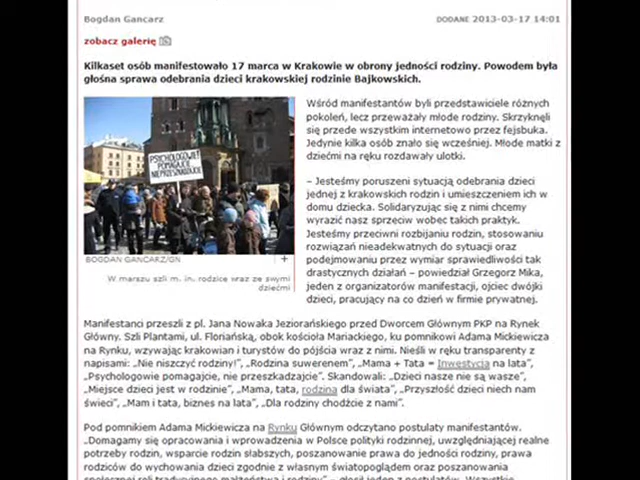 Bogdan Gancarz
DODANE 2013-03-17 14:01
zobacz galerię
Kilkaset osób manifestowało 17 marca w Krakowie w obrony jedności rodziny. Powodem była
głośna sprawa odebrania dzieci krakowskiej rodzinie Bajkowskich.
PSYCHOLOGOWIE
POMAGAJCIE,
NIE PRZESZKADZAJCIE
BOGDAN GANCARZ/GN
+
W marszu szli m. in. rodzice wraz ze swymi
dziećmi
Wśród manifestantów byli przedstawiciele różnych
pokoleń, lecz przeważały młode rodziny. Skrzyknęli
się przede wszystkim internetowo przez fejsbuka.
Jedynie kilka osób znało się wcześniej. Młode matki z
dziećmi na ręku rozdawały ulotki.
– Jesteśmy poruszeni sytuacją odebrania dzieci
jednej z krakowskich rodzin i umieszczeniem ich w
domu dziecka. Solidaryzując się z nimi chcemy
wyrazić nasz sprzeciw wobec takich praktyk.
Jesteśmy przeciwni rozbijaniu rodzin, stosowaniu
rozwiązań nieadekwatnych do sytuacji oraz
podejmowaniu przez wymiar sprawiedliwości tak
drastycznych działań – powiedział Grzegorz Mika,
jeden z organizatorów manifestacji, ojciec dwójki
dzieci, pracujący na co dzień w firmie prywatnej.
Manifestanci przeszli z pl. Jana Nowaka Jeziorańskiego przed Dworcem Głównym PKP na Rynek
Główny. Szli Plantami, ul. Floriańską, obok kościoła Mariackiego, ku pomnikowi Adama Mickiewicza
na Rynku, wzywając krakowian i turystów do pójścia wraz z nimi. Nieśli w ręku transparenty z
napisami: „Nie niszczyć rodziny!”, „Rodzina suwerenem”, „Mama + Tata = Inwestycja na lata”,
„Psychologowie pomagajcie, nie przeszkadzajcie”. Skandowali: „Dzieci nasze nie są wasze”,
„Miejsce dzieci jest w rodzinie”, „Mama, tata, rodzina dla świata”, „Przyszłość dzieci niech nam
świeci”, „Mam i tata, biznes na lata”, „Dla rodziny chodźcie z nami”.
Pod pomnikiem Adama Mickiewicza na Rynku Głównym odczytano postulaty manifestantów.
„Domagamy się opracowania i wprowadzenia w Polsce polityki rodzinnej, uwzględniającej realne
potrzeby rodzin, wsparcie rodzin słabszych, poszanowanie prawa do jedności rodziny, prawa
rodziców do wychowania dzieci zgodnie z własnym światopoglądem oraz poszanowania
społecznej roli tradycyjnego małżeństwa i rodziny” – głosił jeden z postulatów. Wszystkie